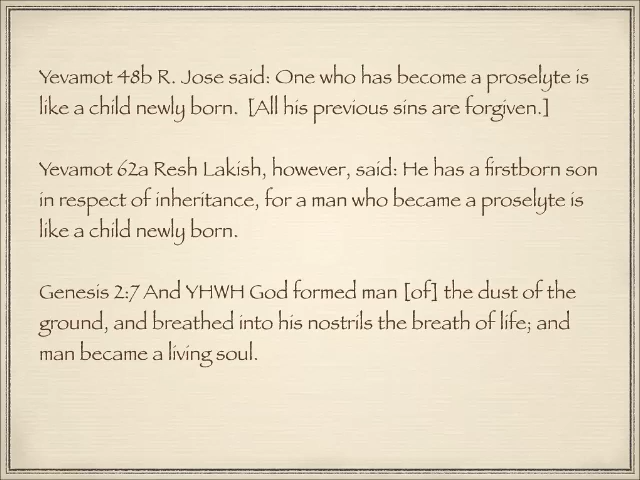 Yevamot 48b R. Jose said: One who has become a proselyte is
like a child newly born. [All his previous sins are forgiven.]
Yevamot 62a Resh Lakish, however, said: He has a firstborn son
in respect of inheritance, for a man who became a proselyte is
like a child newly born.
Genesis 2:7 And YHWH God formed man [of] the dust of the
ground, and breathed into his nostrils the breath of life; and
man became a living soul.